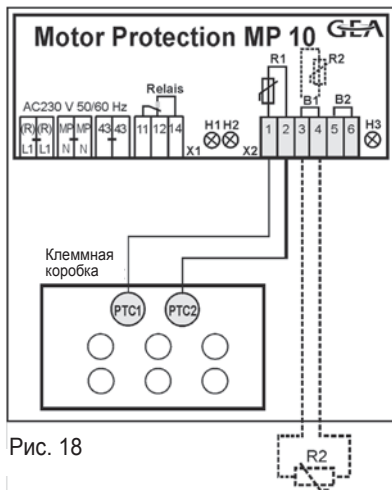 Motor Protection MP 10 GEA
R1
R2
Relais
B1 B2
AC230 V 50/60 Hz
(R) (R) MP MP 43 43 11 12 14 H1 H2 1 2 3 4 5 6 H3
L1 L1 N N X1 X2
Клеммная
коробка
PTC1 PTC2
Рис. 18
R2